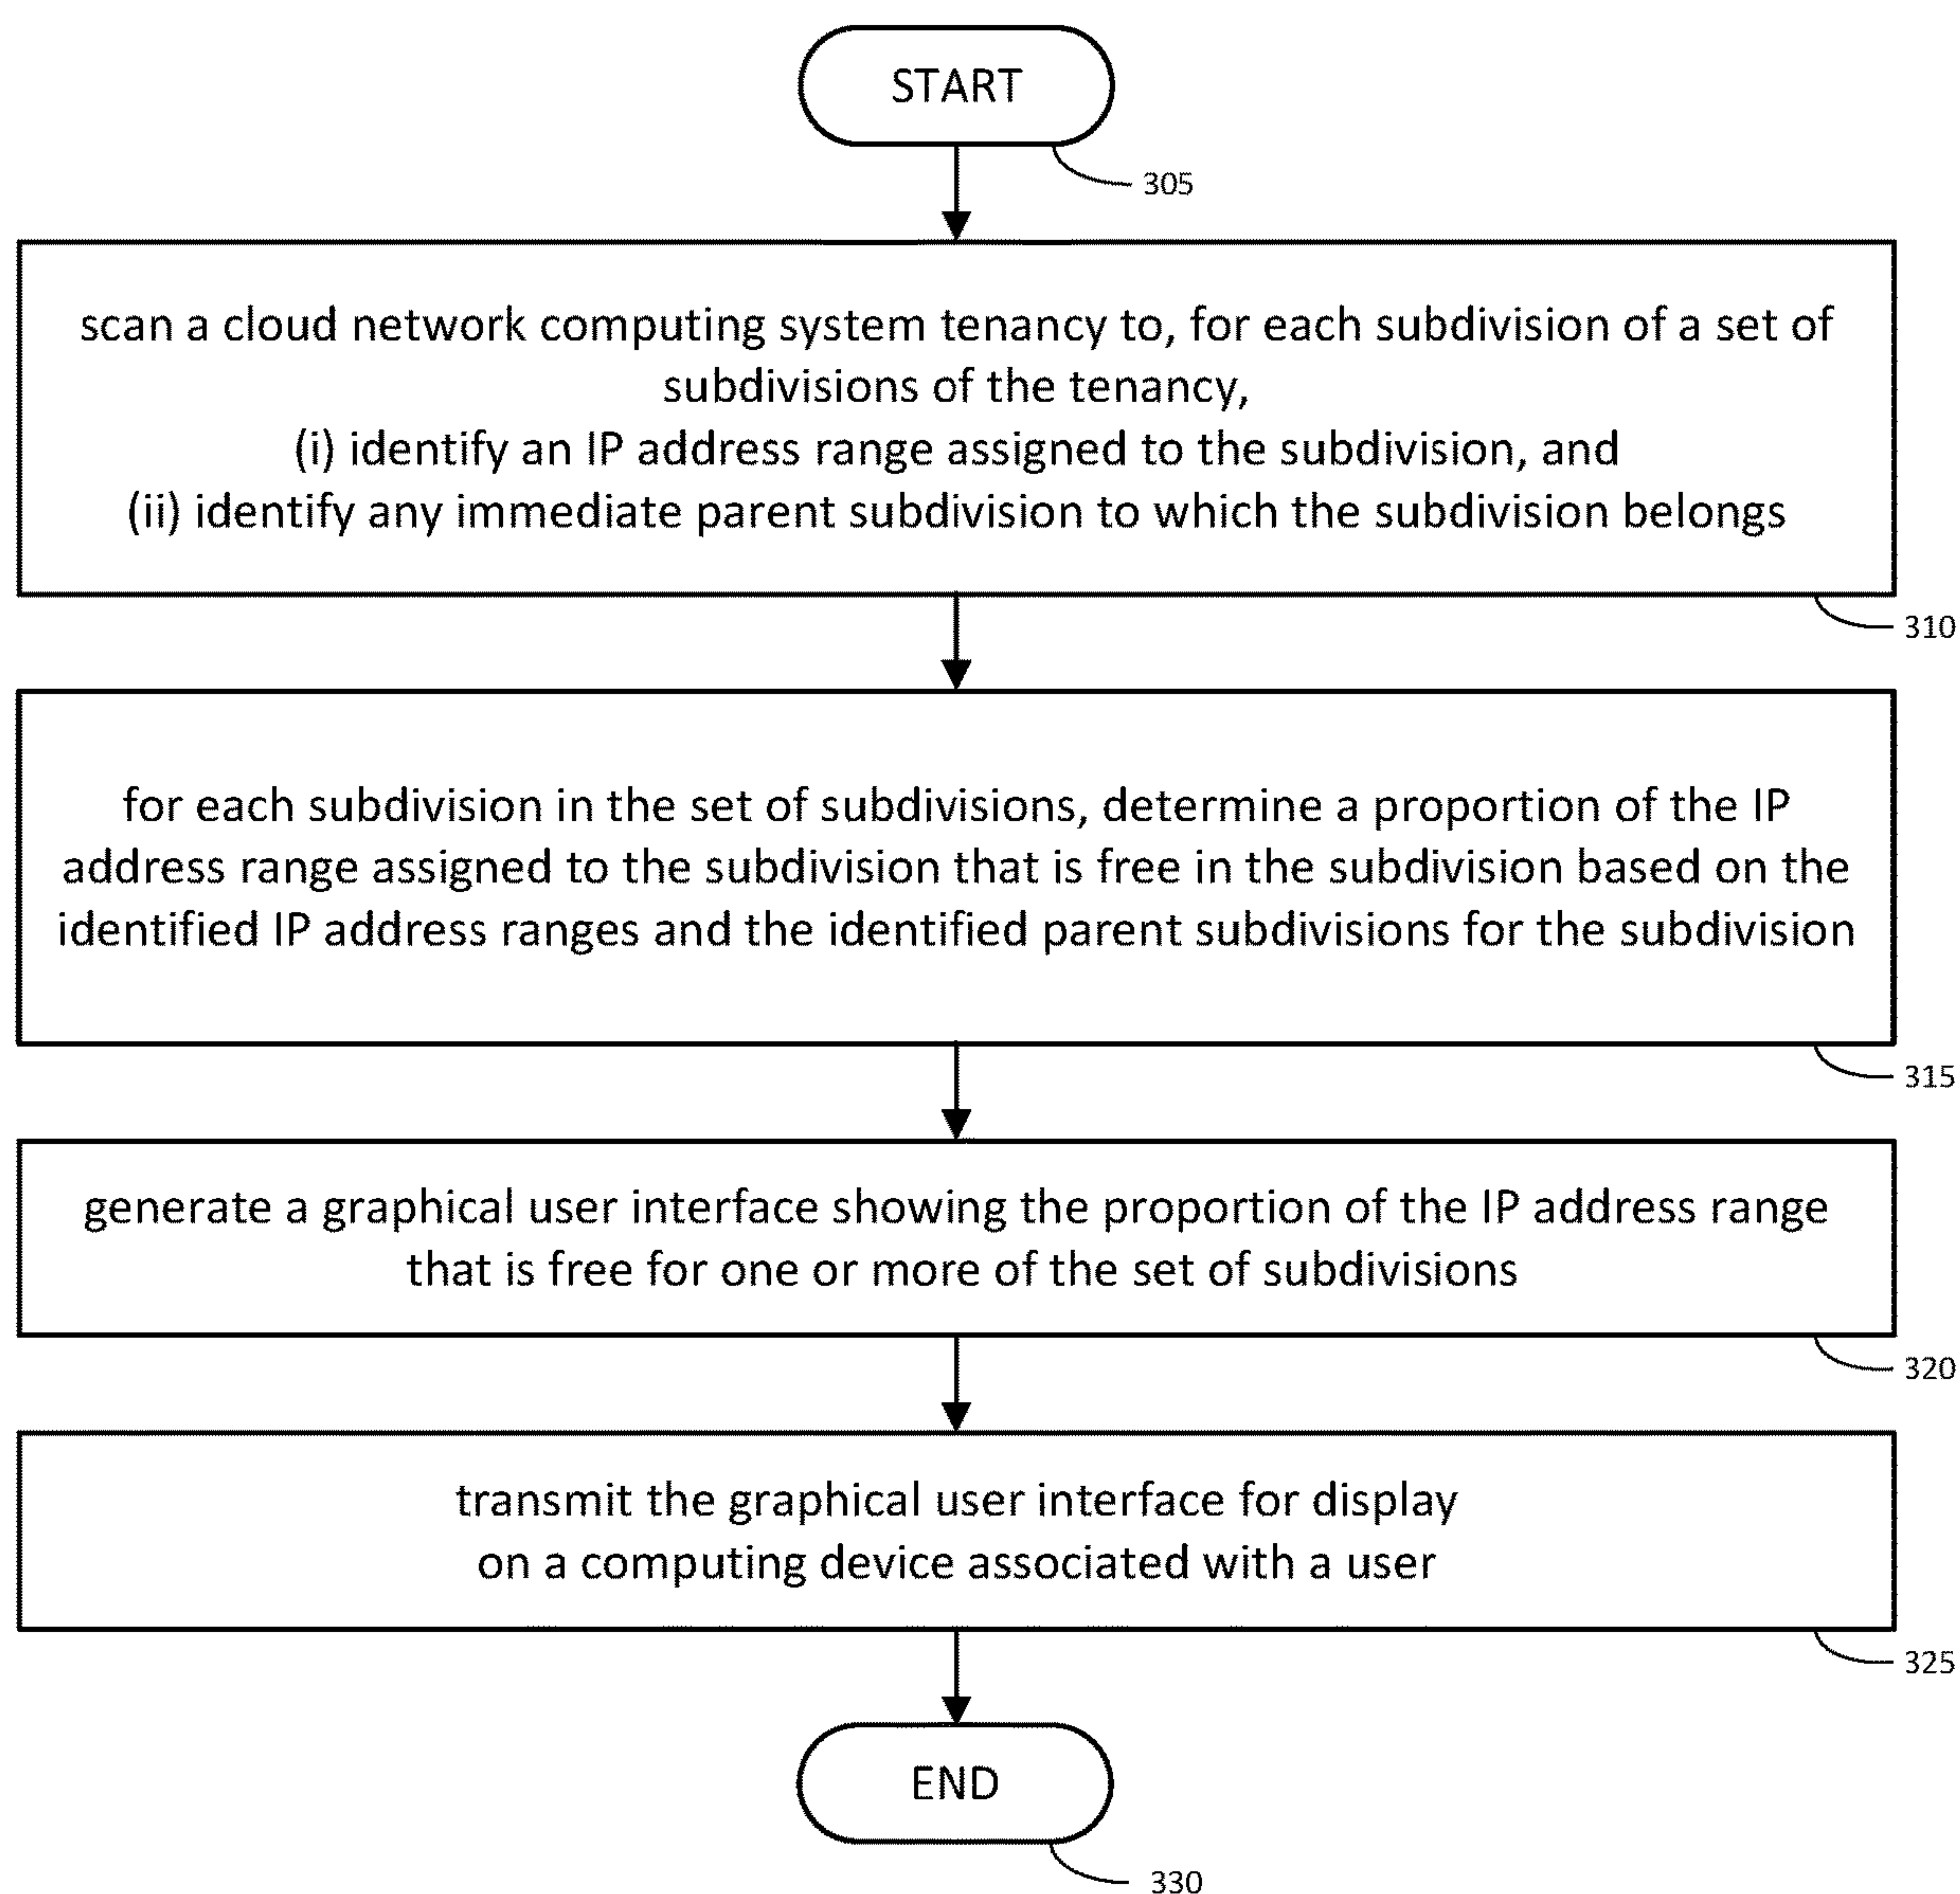 START
305
scan a cloud network computing system tenancy to, for each subdivision of a set of
subdivisions of the tenancy,
(i) identify an IP address range assigned to the subdivision, and
(ii) identify any immediate parent subdivision to which the subdivision belongs
310
for each subdivision in the set of subdivisions, determine a proportion of the IP
address range assigned to the subdivision that is free in the subdivision based on the
identified IP address ranges and the identified parent subdivisions for the subdivision
315
generate a graphical user interface showing the proportion of the IP address range
that is free for one or more of the set of subdivisions
320
transmit the graphical user interface for display
on a computing device associated with a user
325
END
330